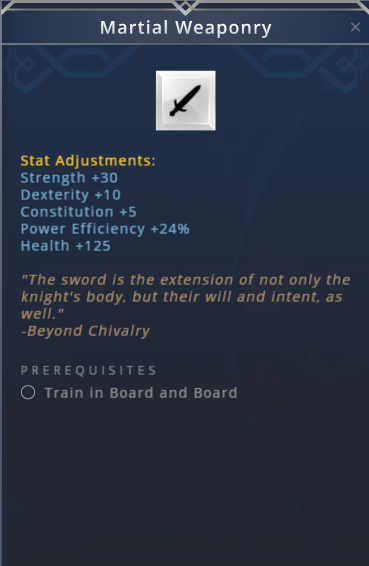 Martial Weaponry
Stat Adjustments:
Strength +30
Dexterity +10
Constitution +5
Power Efficiency +24%
Health +125
"The sword is the extension of not only the
knight's body, but their will and intent, as
well."
-Beyond Chivalry
PREREQUISITES
Train in Board and Board